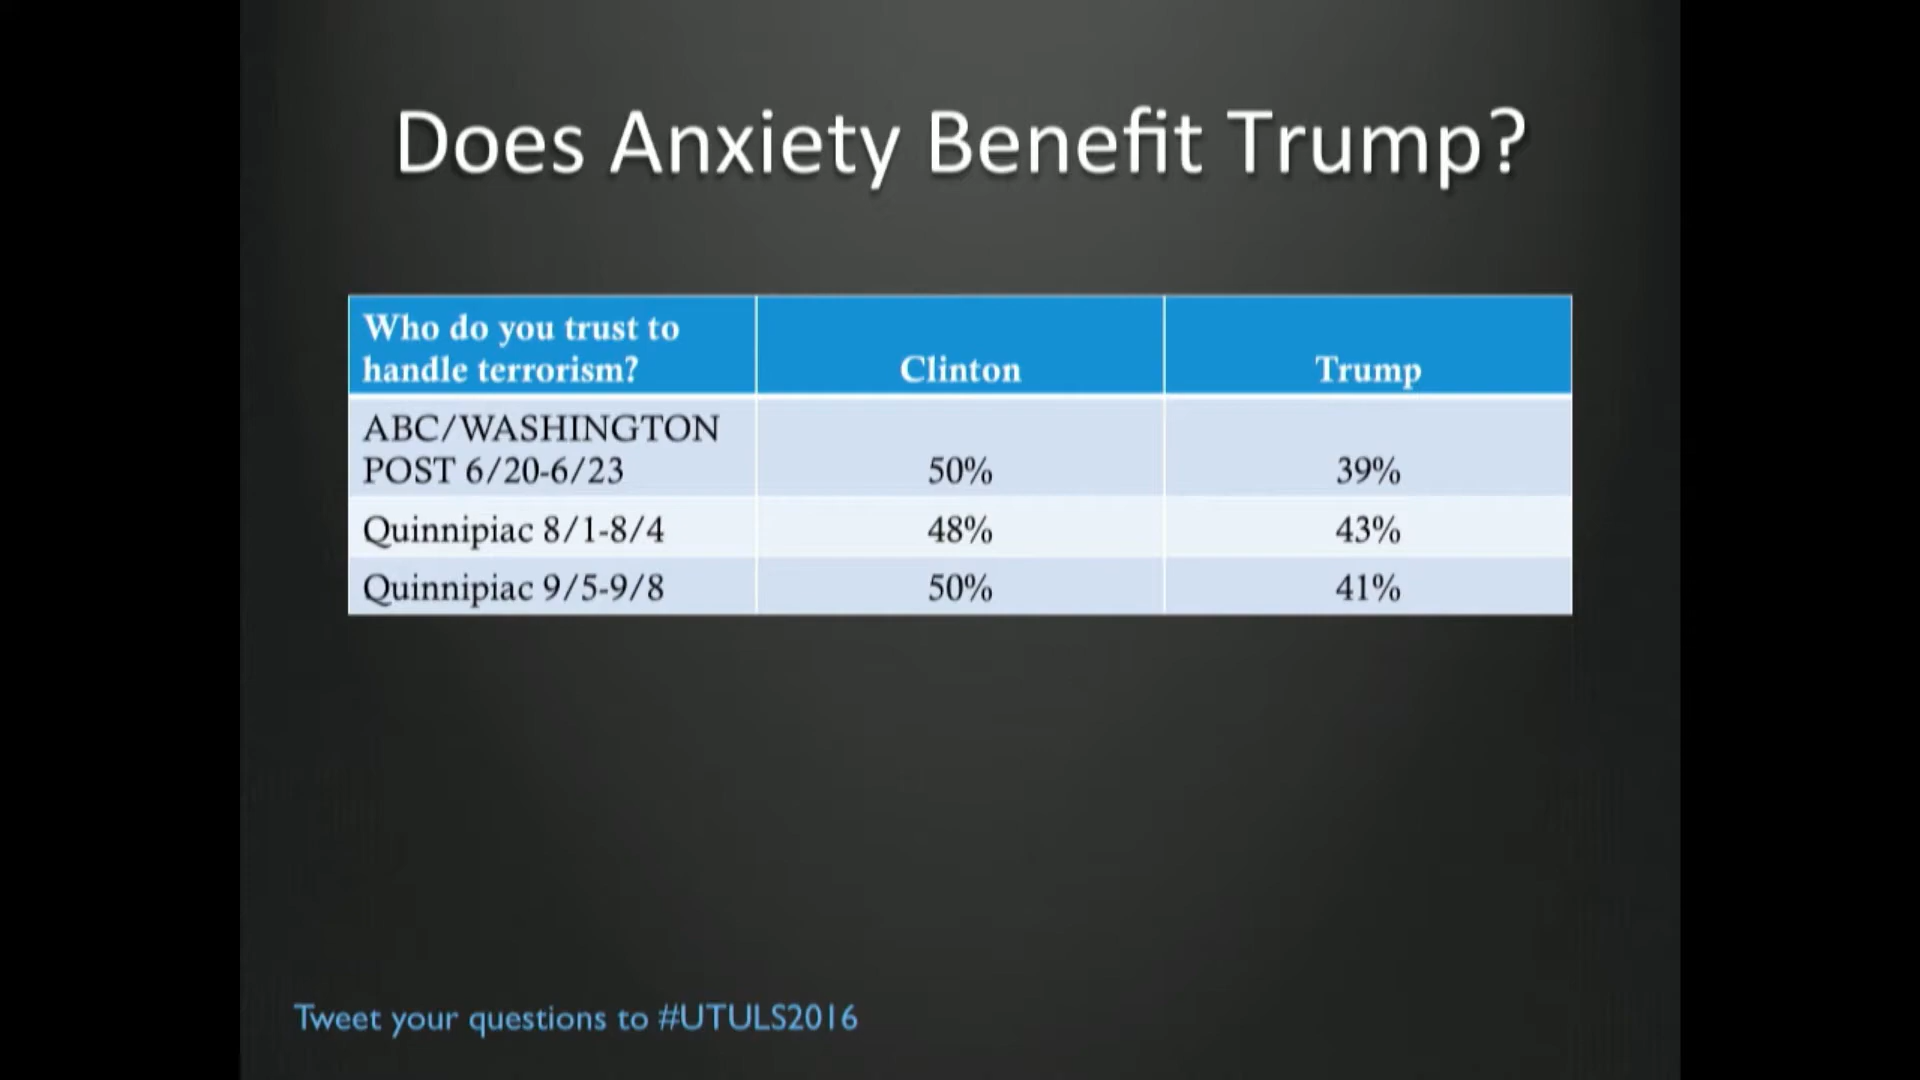 Does Anxiety Benefit Trump?
Who do you trust to
handle terrorism?
Clinton
Trump
ABC/WASHINGTON
POST 6/20-6/23
50%
39%
Quinnipiac 8/1-8/4
48%
43%
Quinnipiac 9/5-9/8
50%
41%
Tweet your questions to #UTULS2016